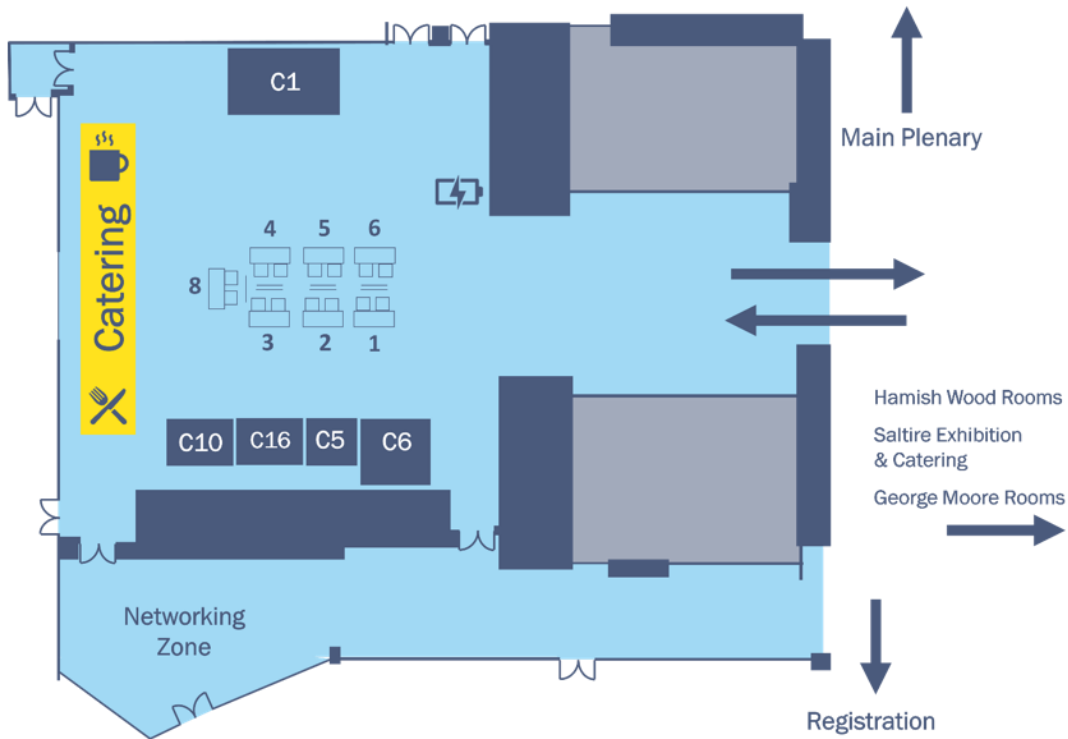 C1
Main Plenary
Catering
4 5 6
8
3 2 1
Hamish Wood Rooms
Saltire Exhibition
& Catering
George Moore Rooms
C10 C16 C5 C6
Networking
Zone
Registration